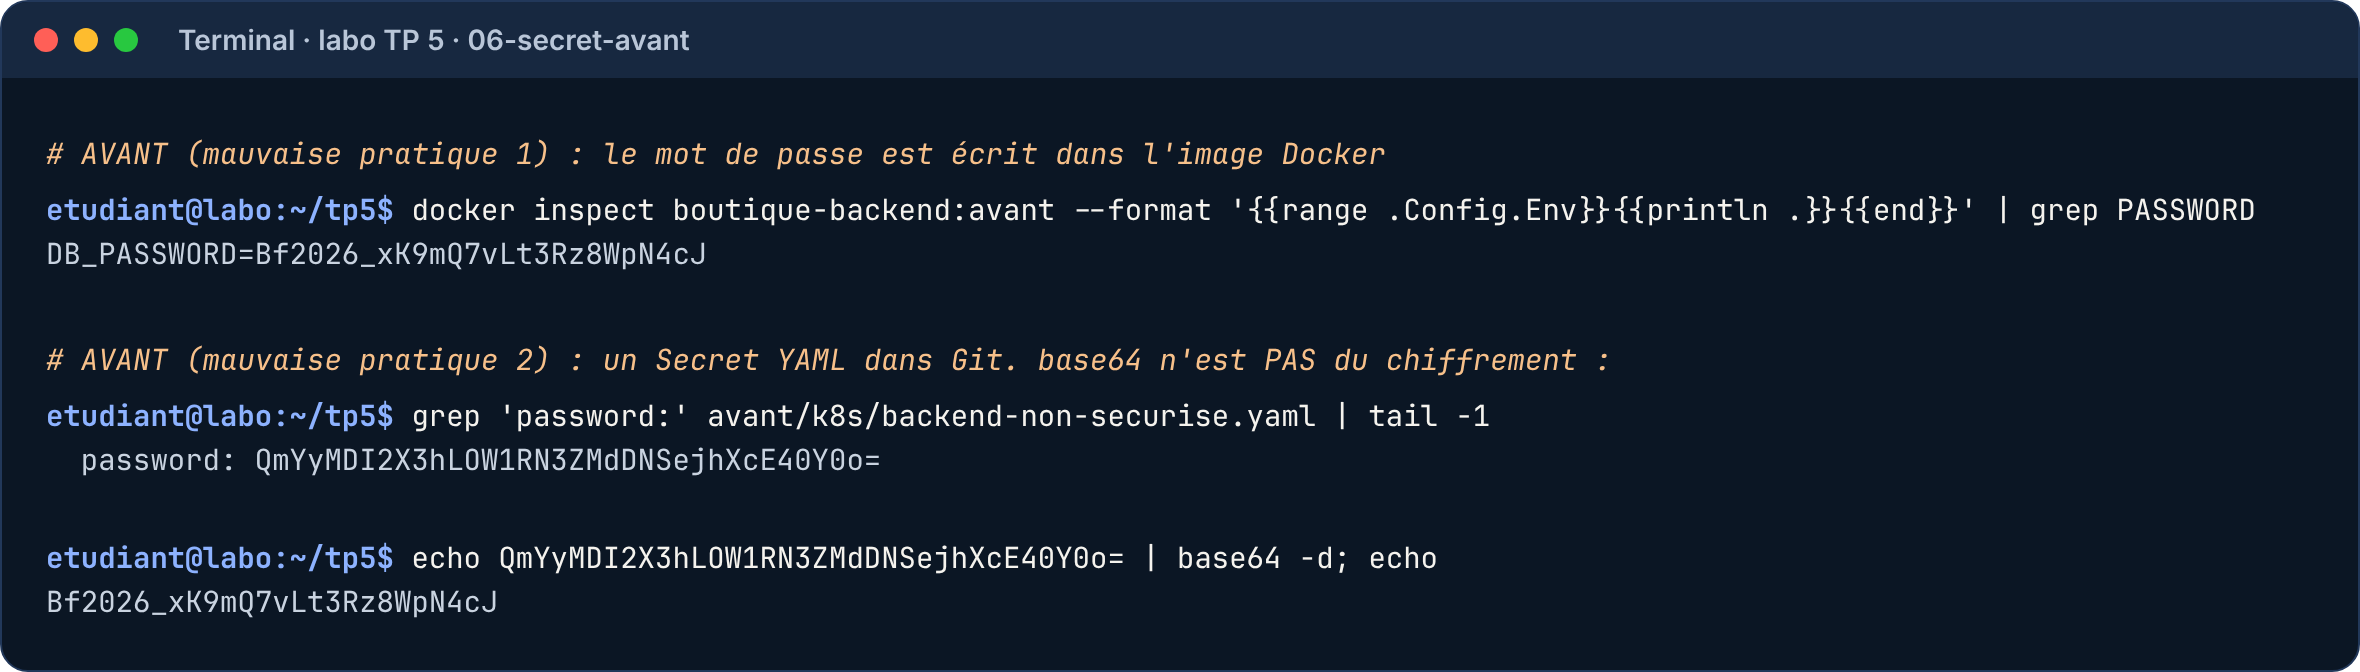 Terminal · labo TP 5 · 06-secret-avant
# AVANT (mauvaise pratique 1) : le mot de passe est écrit dans l'image Docker
etudiant@labo:~/tp5$ docker inspect boutique-backend:avant --format '{{range .Config.Env}}{{println .}}{{end}}' | grep PASSWORD
DB_PASSWORD=Bf2026_xK9mQ7vLt3Rz8WpN4cJ
# AVANT (mauvaise pratique 2) : un Secret YAML dans Git. base64 n'est PAS du chiffrement :
etudiant@labo:~/tp5$ grep 'password:' avant/k8s/backend-non-securise.yaml | tail -1
password: QmYyMDI2X3hLOW1RN3ZMdDNSejhXcE40Y0o=
etudiant@labo:~/tp5$ echo QmYyMDI2X3hLOW1RN3ZMdDNSejhXcE40Y0o= | base64 -d; echo
Bf2026_xK9mQ7vLt3Rz8WpN4cJ